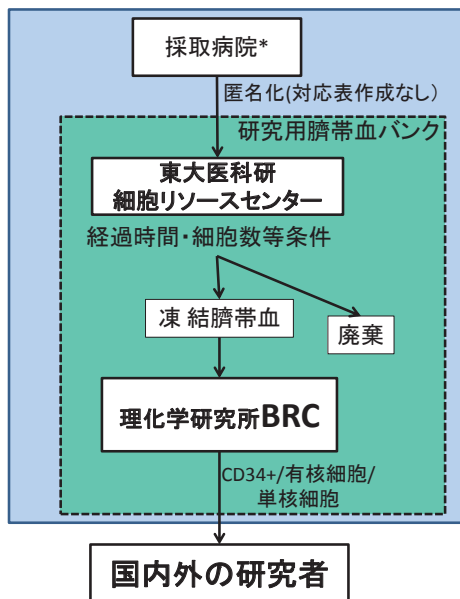 採取病院*
匿名化(対応表作成なし）
研究用臍帯血バンク
東大医科研
細胞リソースセンター
経過時間・細胞数等条件
凍 結臍帯血
廃棄
理化学研究所BRC
CD34+/有核細胞/
単核細胞
国内外の研究者